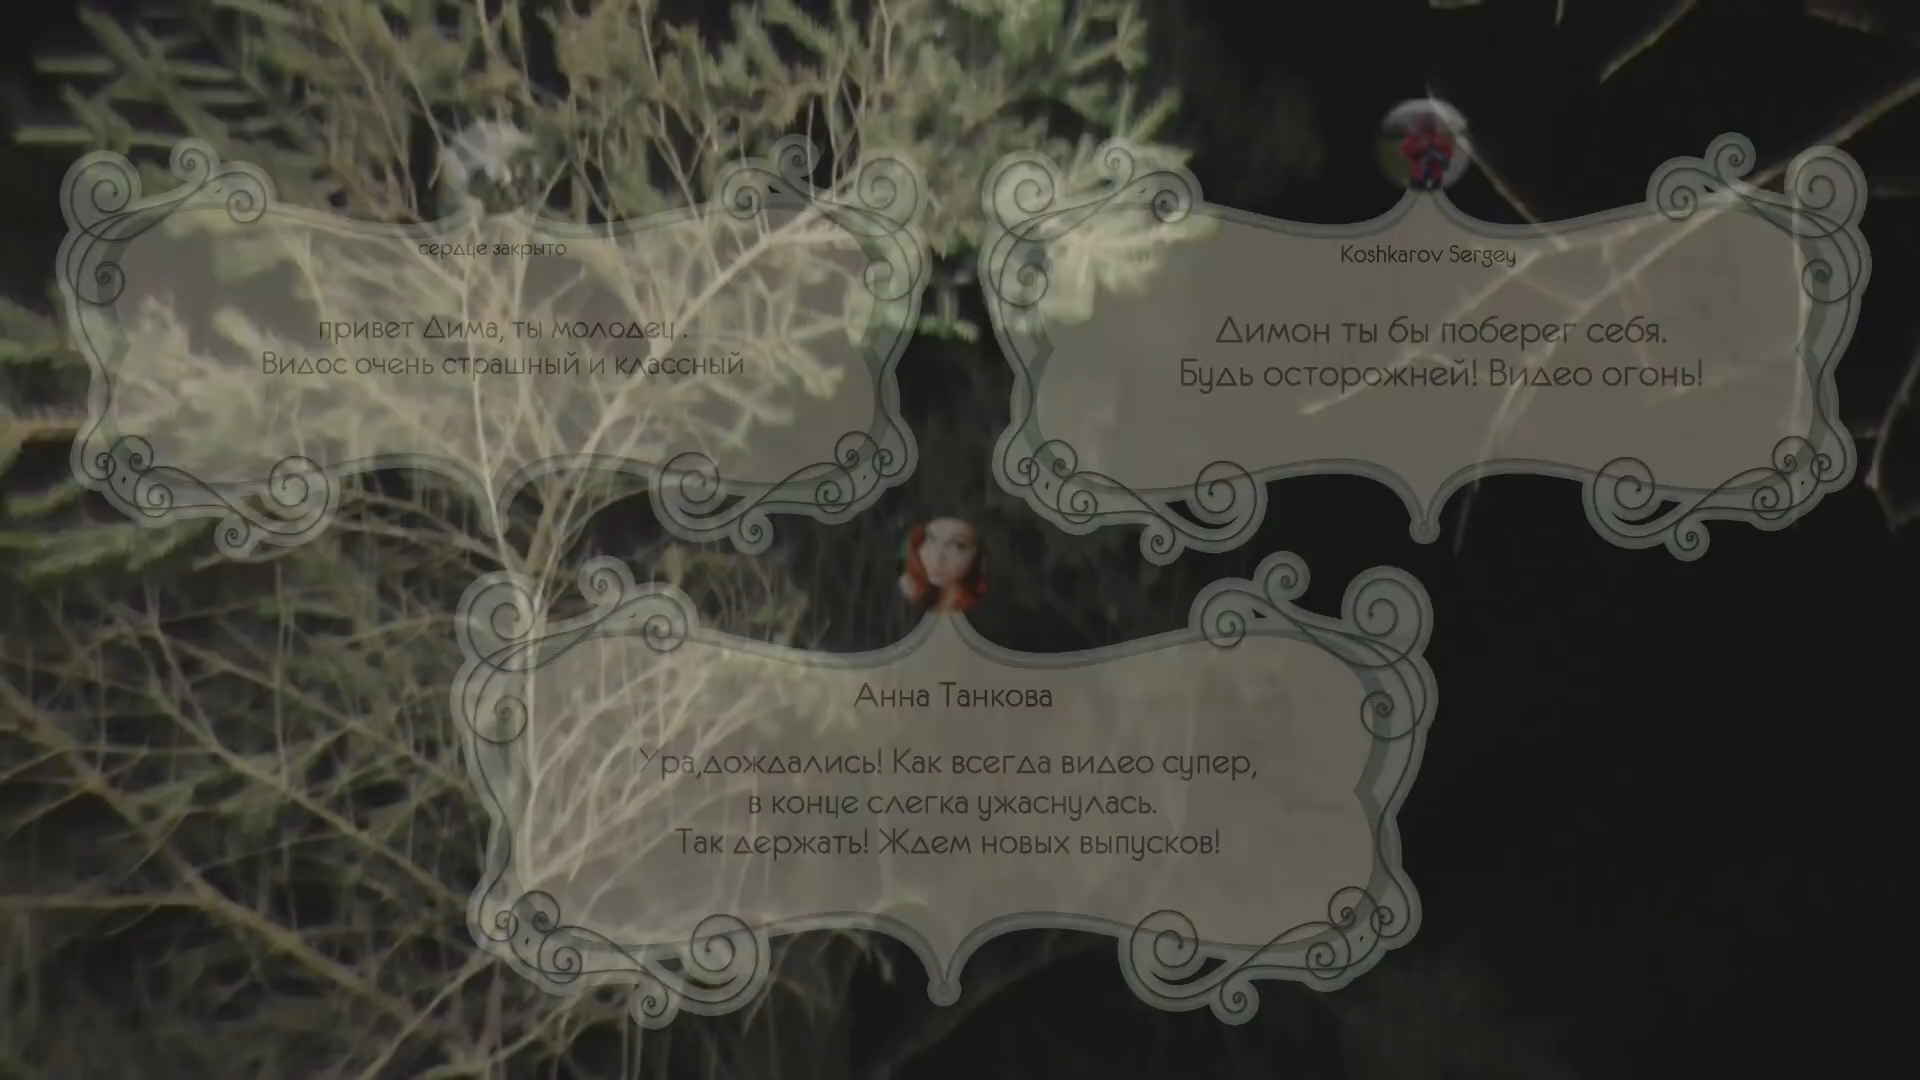 сердце закрыто
привет Дима, ты молодец .
Видос очень страшный и классный
Koshkarov Sergey
Димон ты бы поберег себя.
Будь осторожней! Видео огонь!
Анна Танкова
Ура,дождались! Как всегда видео супер,
в конце слегка ужаснулась.
Так держать! Ждем новых выпусков!